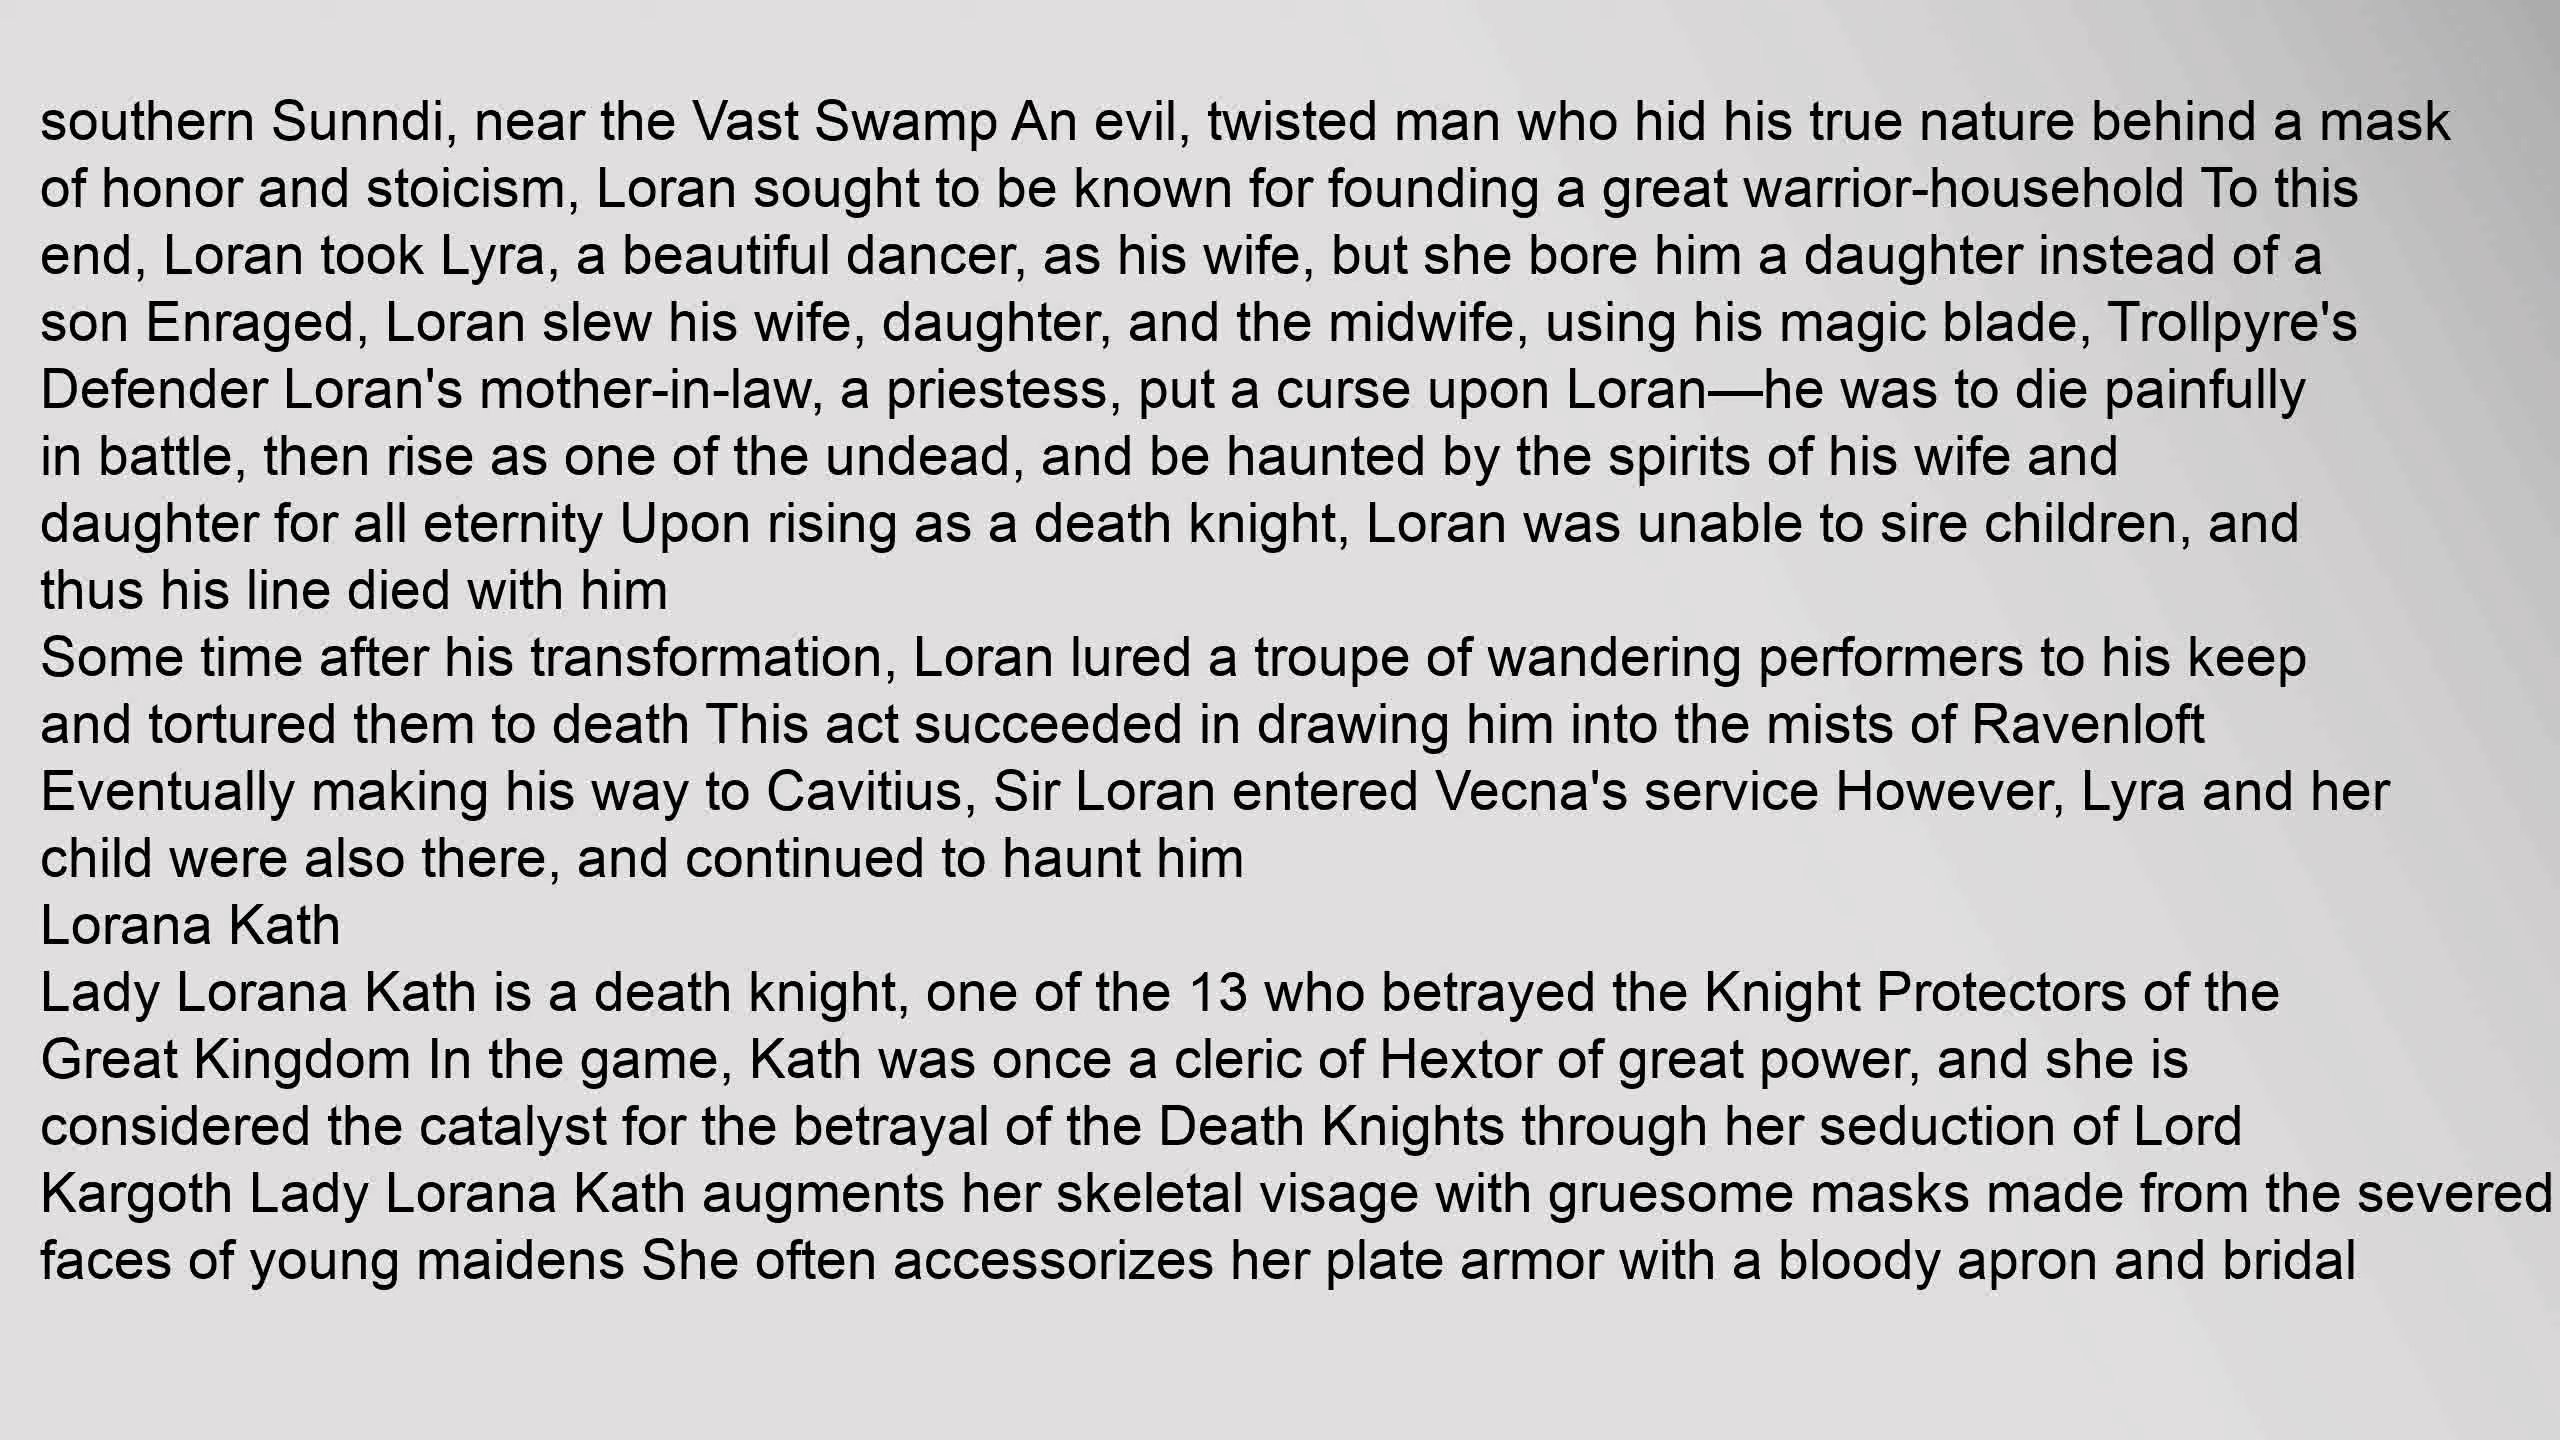 southern Sunndi, near the Vast Swamp An evil, twisted man who hid his true nature behind a mask
of honor and stoicism, Loran sought to be known for founding a great warrior-household To this
end, Loran took Lyra, a beautiful dancer, as his wife, but she bore him a daughter instead of a
son Enraged, Loran slew his wife, daughter, and the midwife, using his magic blade, Trollpyre's
Defender Loran's mother-in-law, a priestess, put a curse upon Loran—he was to die painfully
in battle, then rise as one of the undead, and be haunted by the spirits of his wife and
daughter for all eternity Upon rising as a death knight, Loran was unable to sire children, and
thus his line died with him
Some time after his transformation, Loran lured a troupe of wandering performers to his keep
and tortured them to death This act succeeded in drawing him into the mists of Ravenloft
Eventually making his way to Cavitius, Sir Loran entered Vecna's service However, Lyra and her
child were also there, and continued to haunt him
Lorana Kath
Lady Lorana Kath is a death knight, one of the 13 who betrayed the Knight Protectors of the
Great Kingdom In the game, Kath was once a cleric of Hextor of great power, and she is
considered the catalyst for the betrayal of the Death Knights through her seduction of Lord
Kargoth Lady Lorana Kath augments her skeletal visage with gruesome masks made from the severed
faces of young maidens She often accessorizes her plate armor with a bloody apron and bridal